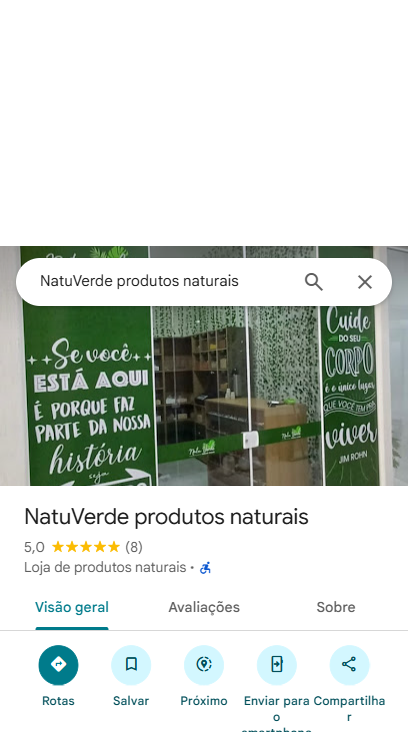 NatuVerde produtos naturais
Se você
ESTÁ AQUI
É PORQUE FAZ
PARTE DA NOSSA
história
seja
Cuide
DO SEU
CORPO
é o único lugar
QUE VOCÊ TEM PARA
viver
JIM ROHN
NatuVerde produtos naturais
5,0 ★★★★★ (8)
Loja de produtos naturais ·
Visão geral Avaliações Sobre
Rotas Salvar Próximo Enviar para o smartphone Compartilhar